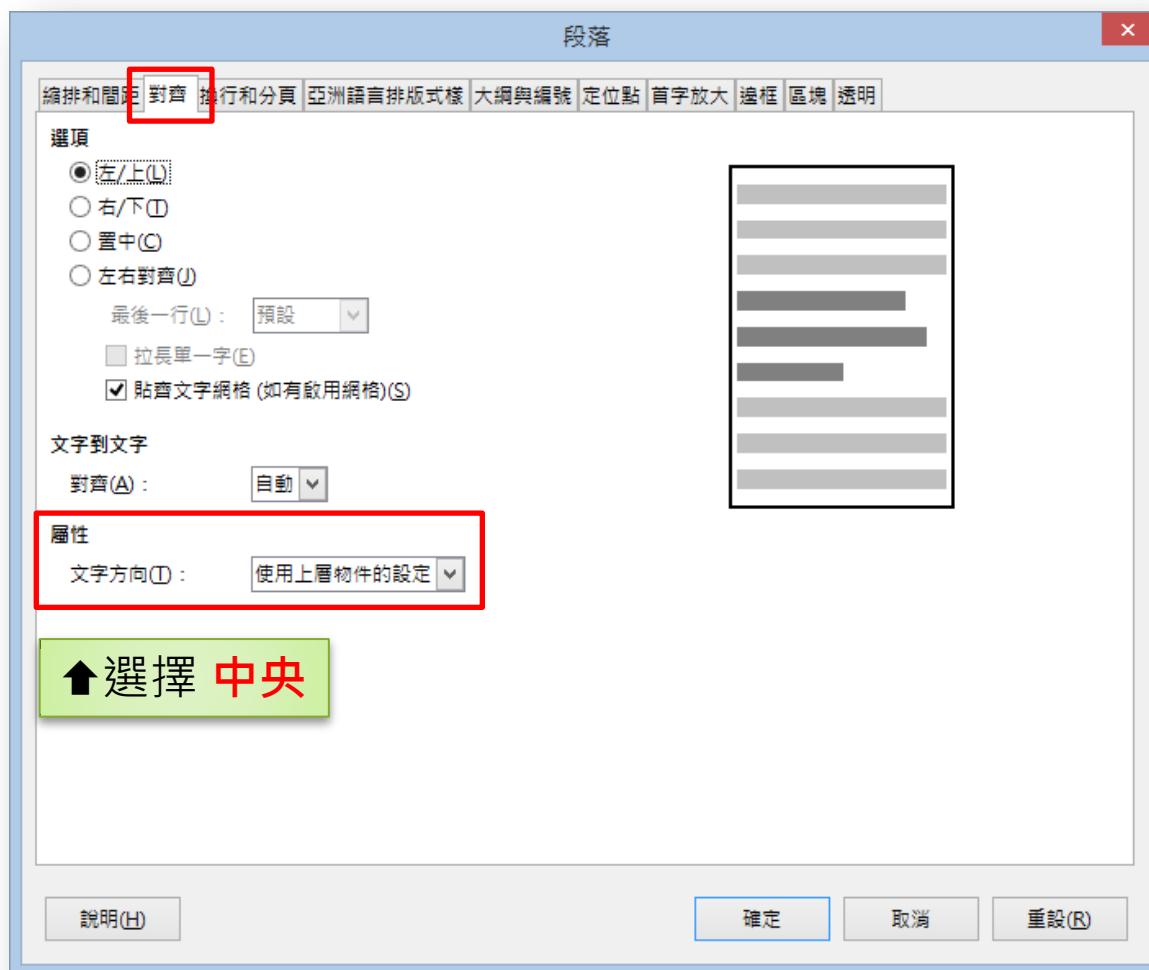 段落
縮排和間距 對齊 換行和分頁 亞洲語言排版式樣 大綱與編號 定位點 首字放大 邊框 區塊 透明
選項
左/上(L)
右/下(T)
置中(C)
左右對齊(J)
最後一行(L)： 預設
拉長單一字(E)
貼齊文字網格 (如有啟用網格)(S)
文字到文字
對齊(A)： 自動
屬性
文字方向(T)： 使用上層物件的設定
⬆選擇 中央
說明(H) 確定 取消 重設(R)